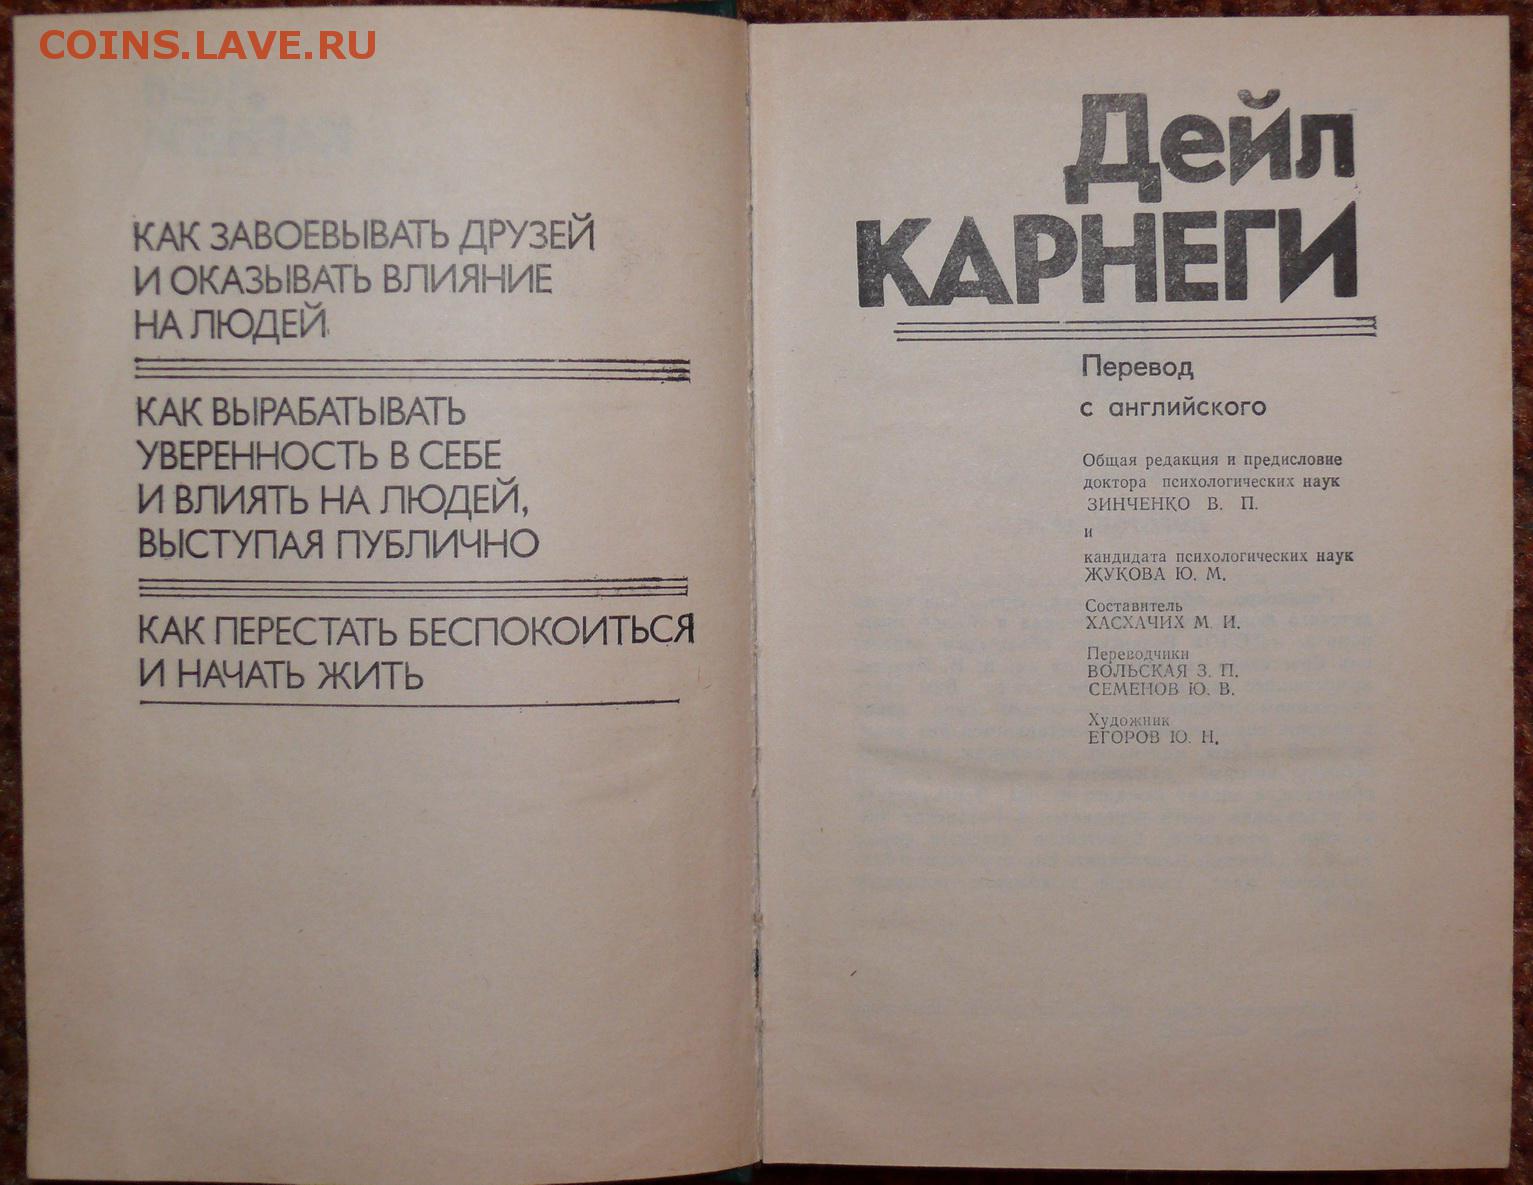 COINS.LAVE.RU
КАК ЗАВОЕВЫВАТЬ ДРУЗЕЙ
И ОКАЗЫВАТЬ ВЛИЯНИЕ
НА ЛЮДЕЙ
КАК ВЫРАБАТЫВАТЬ
УВЕРЕННОСТЬ В СЕБЕ
И ВЛИЯТЬ НА ЛЮДЕЙ,
ВЫСТУПАЯ ПУБЛИЧНО
КАК ПЕРЕСТАТЬ БЕСПОКОИТЬСЯ
И НАЧАТЬ ЖИТЬ
Дейл
КАРНЕГИ
Перевод
с английского
Общая редакция и предисловие
доктора психологических наук
ЗИНЧЕНКО В. П.
и
кандидата психологических наук
ЖУКОВА Ю. М.
Составитель
ХАСХАЧИХ М. И.
Переводчики
ВОЛЬСКАЯ З. П.
СЕМЕНОВ Ю. В.
Художник
ЕГОРОВ Ю. Н.